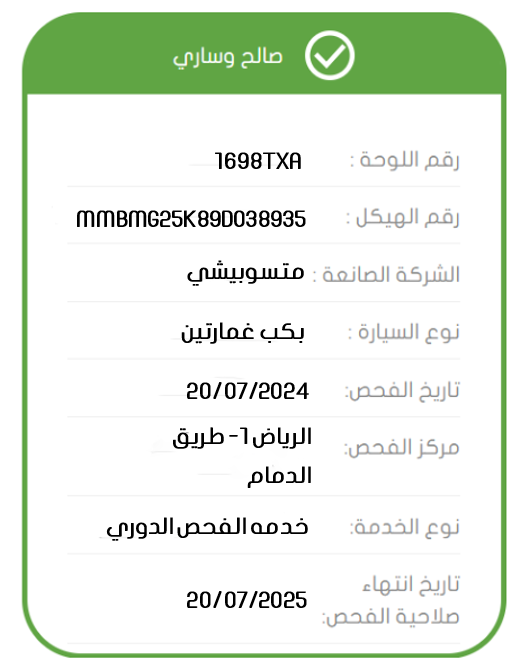 صالح وساري
رقم اللوحة : 1698TXA
رقم الهيكل : MMBMG25K89D038935
الشركة الصانعة : متسوبيشي
نوع السيارة : بكب غمارتين
تاريخ الفحص: 20/07/2024
مركز الفحص: الرياض 1- طريق
الدمام
نوع الخدمة: خدمه الفحص الدوري
تاريخ انتهاء
صلاحية الفحص: 20/07/2025